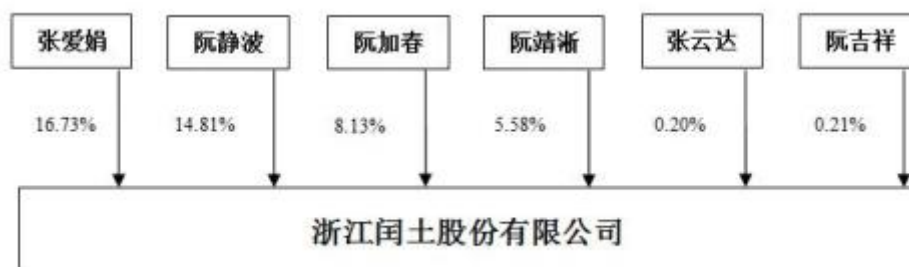 张爱娟 阮静波 阮加春 阮靖淅 张云达 阮吉祥
16.73% 14.81% 8.13% 5.58% 0.20% 0.21%
浙江闰土股份有限公司